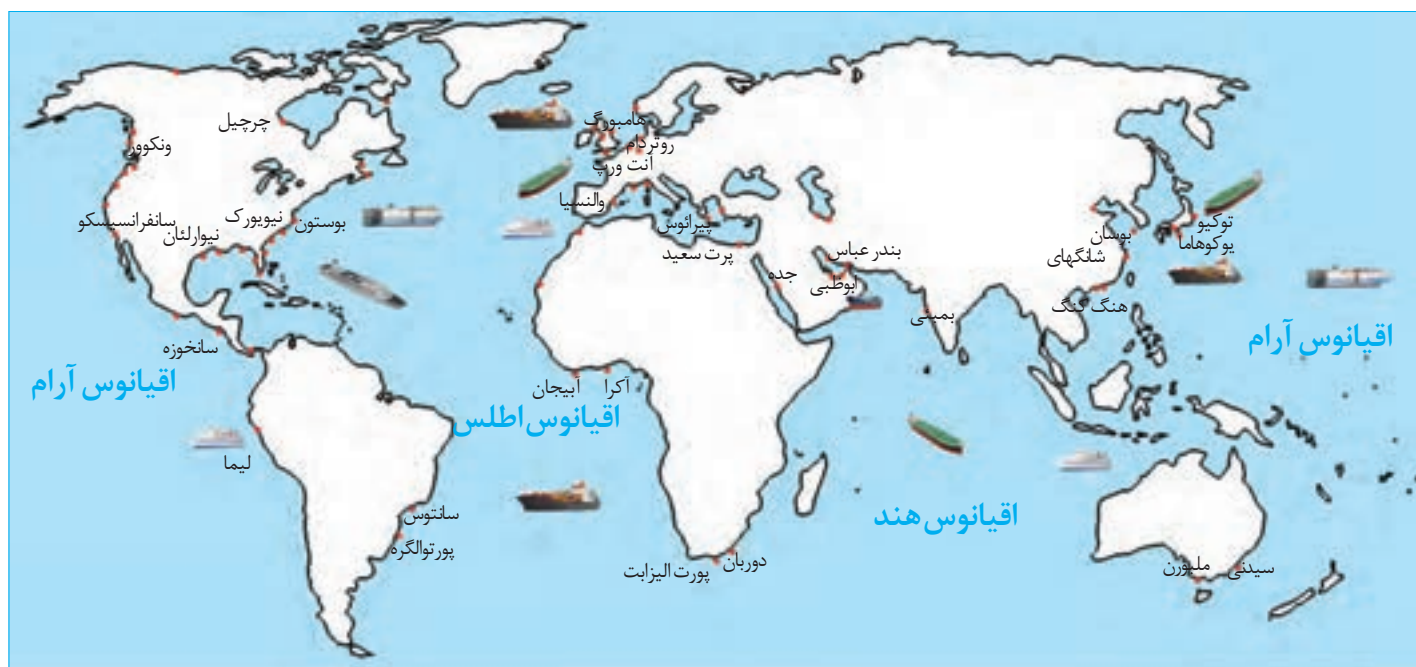 هامبورگ
روتردام
انت ورپ
چرچیل
ونکوور
والنسیا
پیرائوس
پرت سعید
سانفرانسیسکو
نیویورک
بوستون
نیوارلئان
توکیو
یوکوهاما
بوسان
شانگهای
بندر عباس
جده
ابوظبی
هنگ کنگ
بمبئی
سانخوزه
اقیانوس آرام
اقیانوس آرام
آبیجان
آکرا
اقیانوس اطلس
لیما
سانتوس
پورتوالگره
اقیانوس هند
دوربان
پورت الیزابت
ملبورن
سیدنی